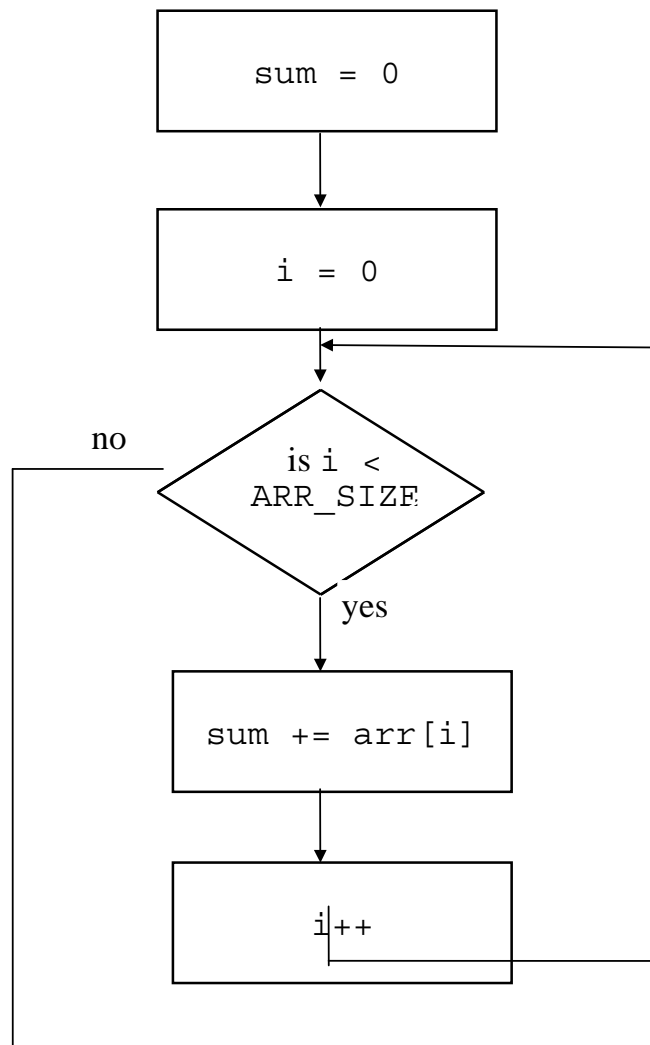 sum = 0
i = 0
no
is i <
ARR_SIZE
yes
sum += arr[i]
i++